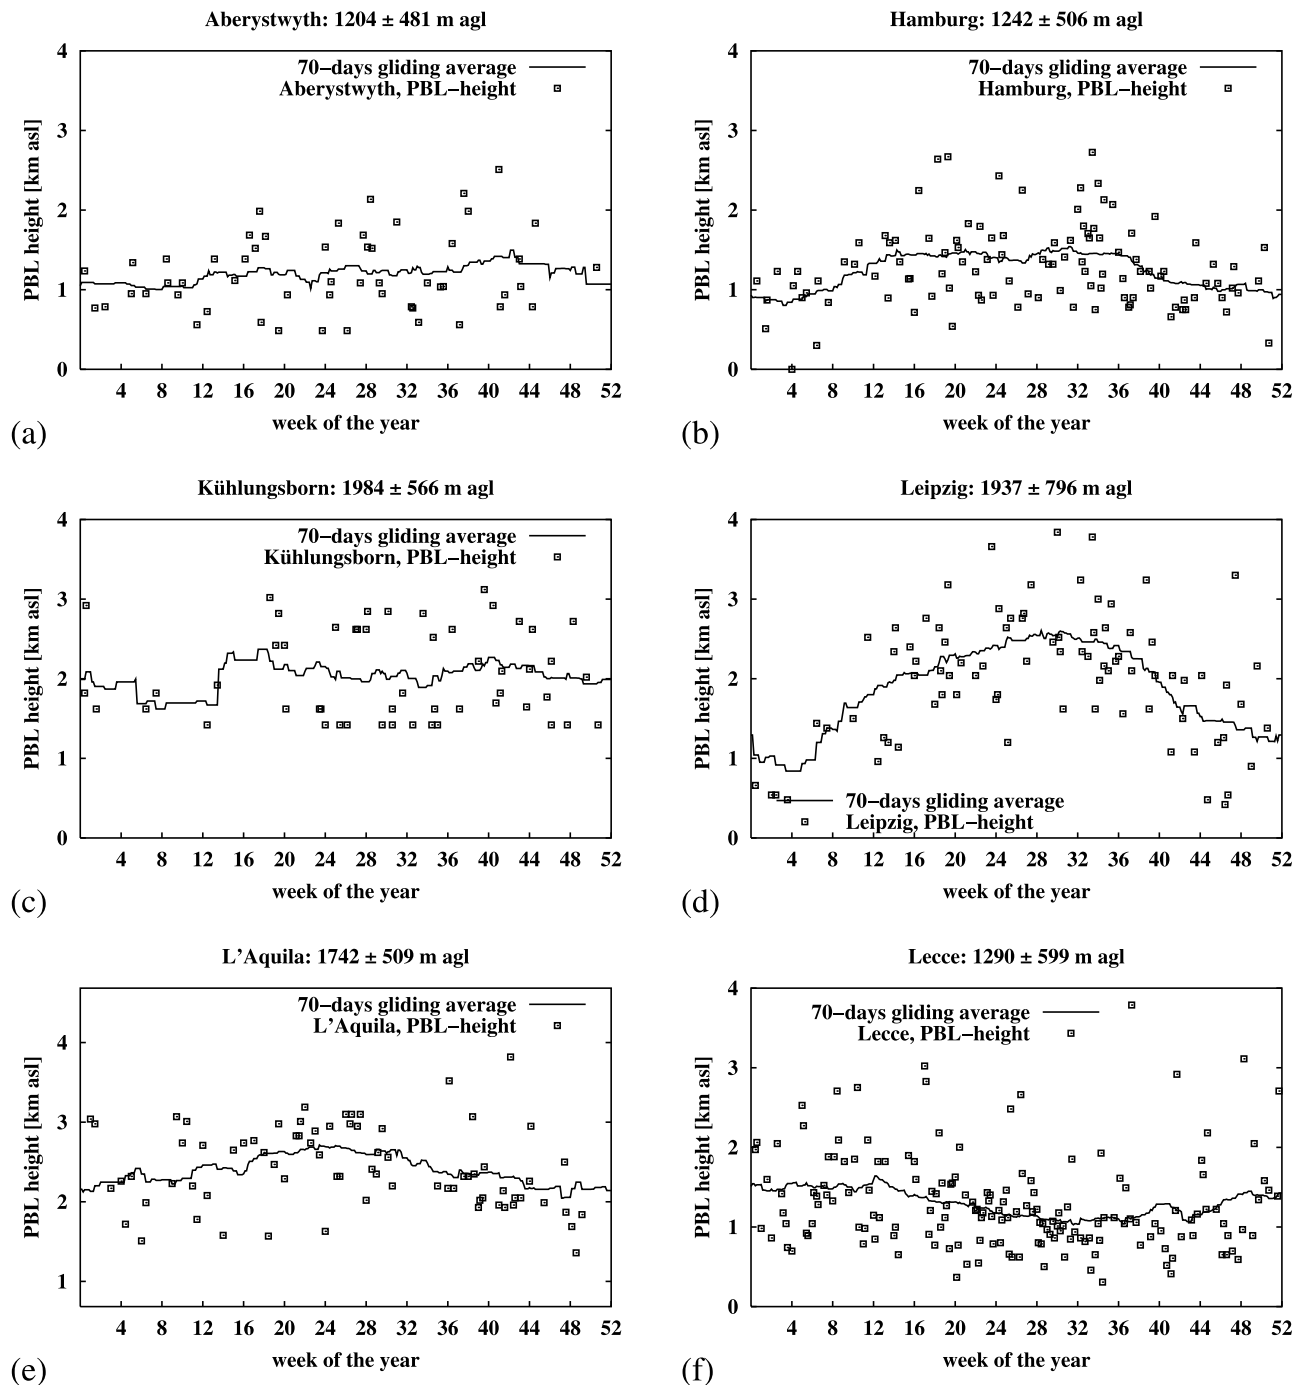 Aberystwyth: 1204 ± 481 m agl
4
3
2
1
0
PBL height [km asl]
70−days gliding average
Aberystwyth, PBL−height
4 8 12 16 20 24 28 32 36 40 44 48 52
week of the year
(a)
Hamburg: 1242 ± 506 m agl
4
3
2
1
0
PBL height [km asl]
70−days gliding average
Hamburg, PBL−height
4 8 12 16 20 24 28 32 36 40 44 48 52
week of the year
(b)
Kühlungsborn: 1984 ± 566 m agl
4
3
2
1
0
PBL height [km asl]
70−days gliding average
Kühlungsborn, PBL−height
4 8 12 16 20 24 28 32 36 40 44 48 52
week of the year
(c)
Leipzig: 1937 ± 796 m agl
4
3
2
1
0
PBL height [km asl]
70−days gliding average
Leipzig, PBL−height
4 8 12 16 20 24 28 32 36 40 44 48 52
week of the year
(d)
L'Aquila: 1742 ± 509 m agl
4
3
2
1
PBL height [km asl]
70−days gliding average
L'Aquila, PBL−height
4 8 12 16 20 24 28 32 36 40 44 48 52
week of the year
(e)
Lecce: 1290 ± 599 m agl
4
3
2
1
0
PBL height [km asl]
70−days gliding average
Lecce, PBL−height
4 8 12 16 20 24 28 32 36 40 44 48 52
week of the year
(f)